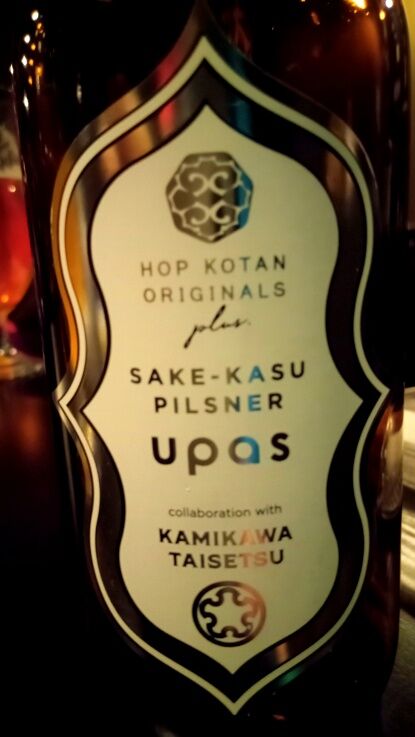 HOP KOTAN
ORIGINALS
plus.
SAKE-KASU
PILSNER
upas
collaboration with
KAMIKAWA
TAISETSU